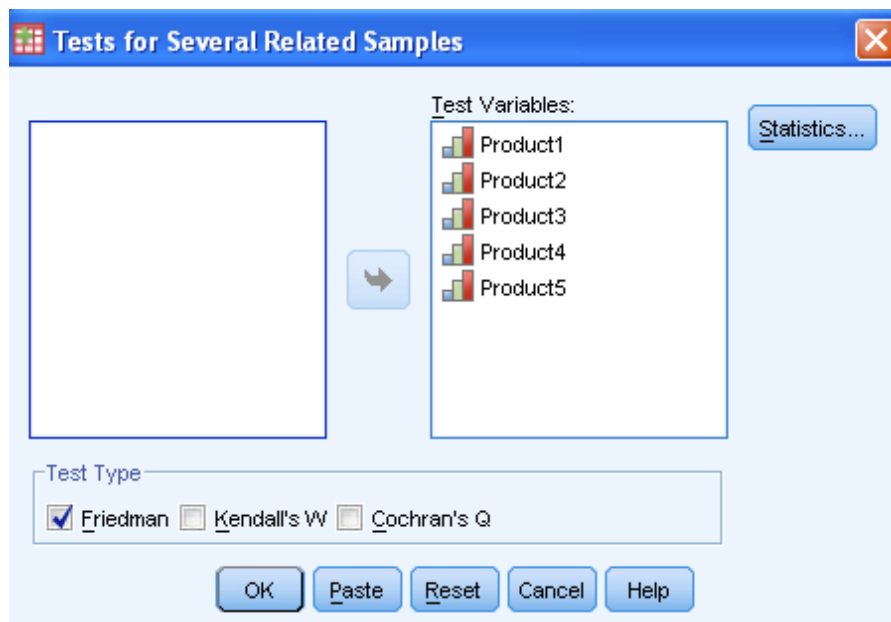 Tests for Several Related Samples
Test Variables:
Statistics...
Product1
Product2
Product3
Product4
Product5
Test Type
Friedman Kendall's W Cochran's Q
OK Paste Reset Cancel Help